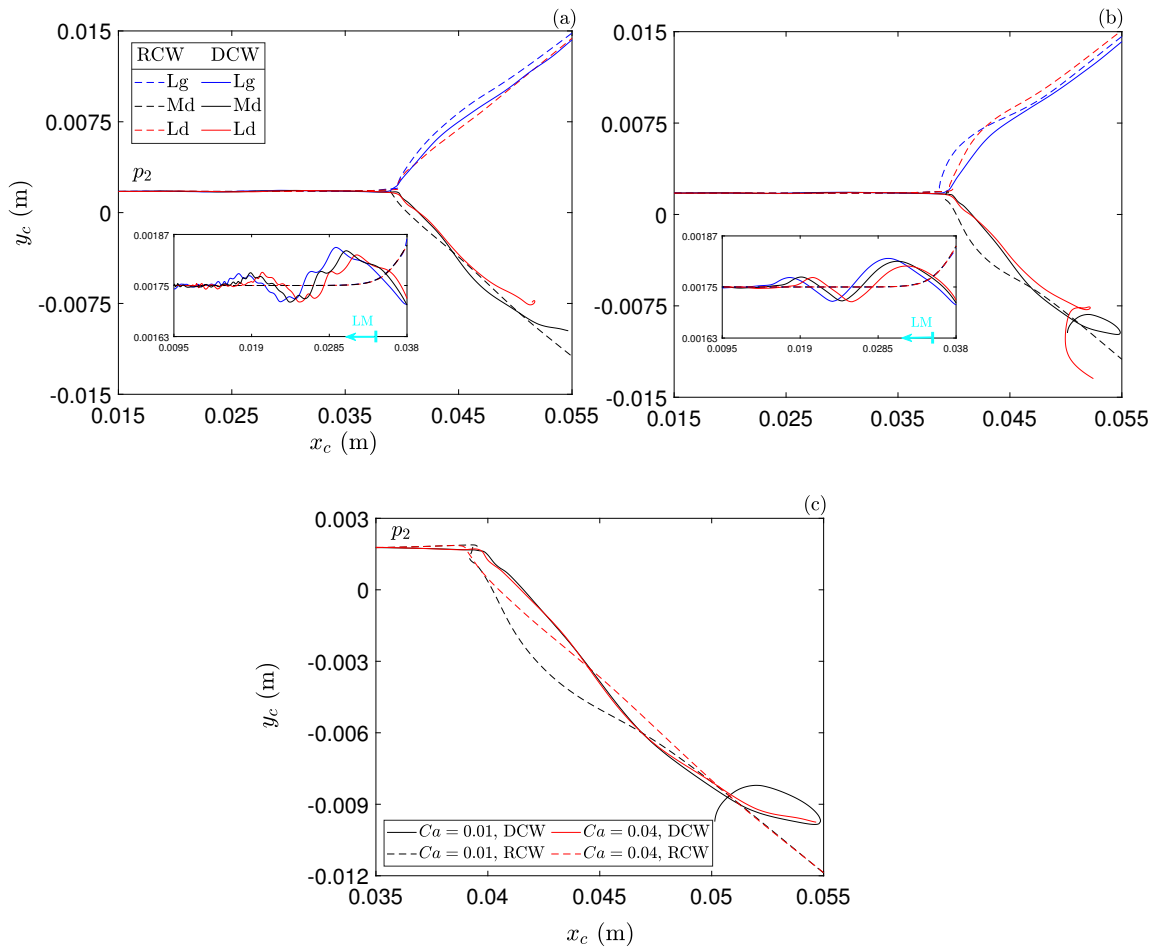 (a)
0.015
0.0075
0
-0.0075
-0.015
y_c (m)
RCW DCW
Lg Lg
Md Md
Ld Ld
p_2
0.00187
0.00175
0.00163
LM
0.0095 0.019 0.0285 0.038
0.015 0.025 0.035 0.045 0.055
x_c (m)
(b)
0.015
0.0075
0
-0.0075
-0.015
0.00187
0.00175
0.00163
LM
0.0095 0.019 0.0285 0.038
0.015 0.025 0.035 0.045 0.055
(c)
0.003
0
-0.003
-0.006
-0.009
-0.012
y_c (m)
p_2
Ca = 0.01, DCW Ca = 0.04, DCW
Ca = 0.01, RCW Ca = 0.04, RCW
0.035 0.04 0.045 0.05 0.055
x_c (m)